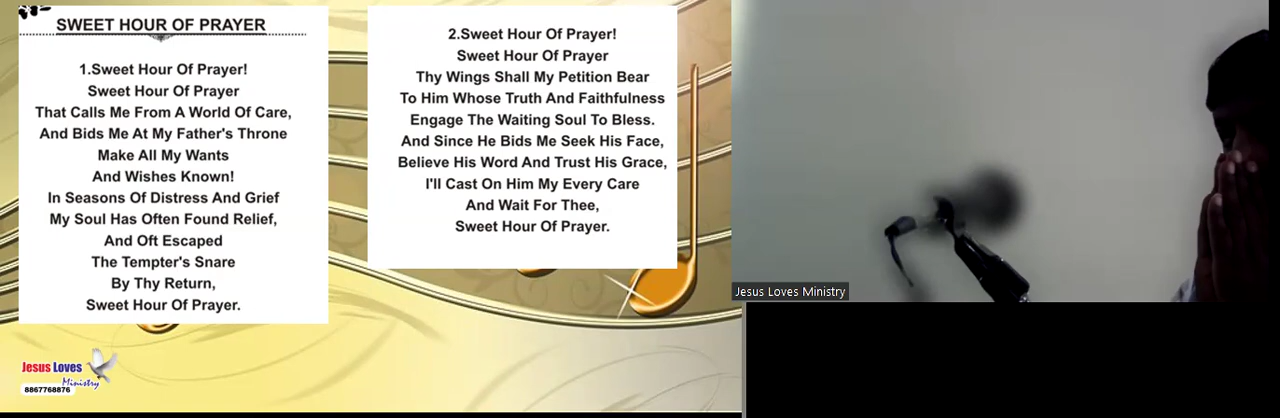 SWEET HOUR OF PRAYER
1.Sweet Hour Of Prayer!
Sweet Hour Of Prayer
That Calls Me From A World Of Care,
And Bids Me At My Father's Throne
Make All My Wants
And Wishes Known!
In Seasons Of Distress And Grief
My Soul Has Often Found Relief,
And Oft Escaped
The Tempter's Snare
By Thy Return,
Sweet Hour Of Prayer.
2.Sweet Hour Of Prayer!
Sweet Hour Of Prayer
Thy Wings Shall My Petition Bear
To Him Whose Truth And Faithfulness
Engage The Waiting Soul To Bless.
And Since He Bids Me Seek His Face,
Believe His Word And Trust His Grace,
I'll Cast On Him My Every Care
And Wait For Thee,
Sweet Hour Of Prayer.
Jesus Loves
Ministry
8867768876
Jesus Loves Ministry